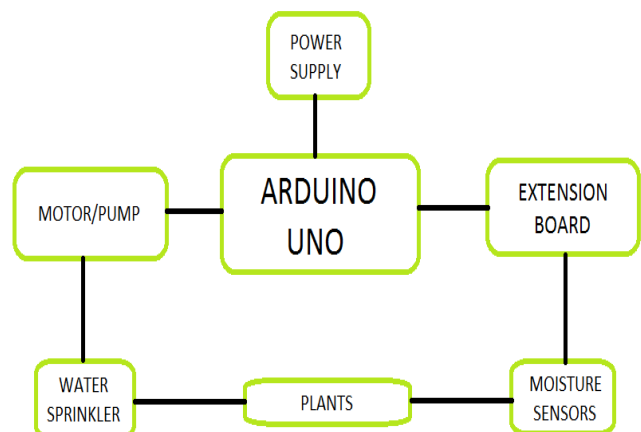 POWER
SUPPLY
MOTOR/PUMP
ARDUINO
UNO
EXTENSION
BOARD
WATER
SPRINKLER
PLANTS
MOISTURE
SENSORS